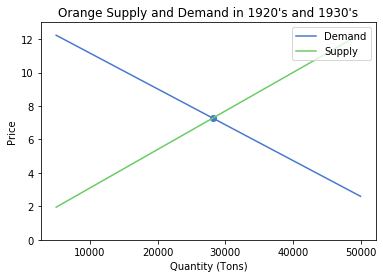 Orange Supply and Demand in 1920's and 1930's
Demand
Supply
12
10
8
6
4
2
0
Price
10000 20000 30000 40000 50000
Quantity (Tons)